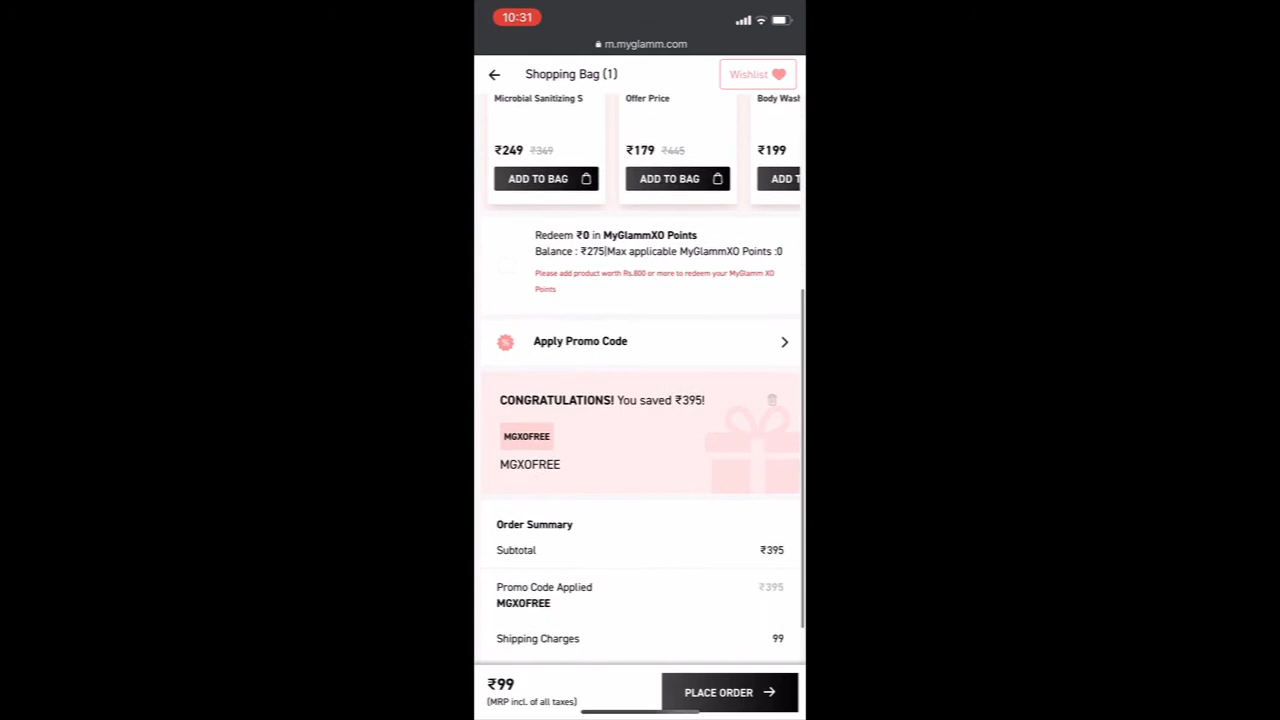 10:31
m.myglamm.com
Shopping Bag (1)
Wishlist
Microbial Sanitizing S
Offer Price
Body Wash
₹249 ₹349
₹179 ₹445
₹199
ADD TO BAG
ADD TO BAG
ADD T
Redeem ₹0 in MyGlammXO Points
Balance : ₹275|Max applicable MyGlammXO Points :0
Please add product worth Rs.800 or more to redeem your MyGlamm XO
Points
Apply Promo Code
CONGRATULATIONS! You saved ₹395!
MGXOFREE
MGXOFREE
Order Summary
Subtotal ₹395
Promo Code Applied ₹395
MGXOFREE
Shipping Charges 99
₹99
(MRP incl. of all taxes)
PLACE ORDER